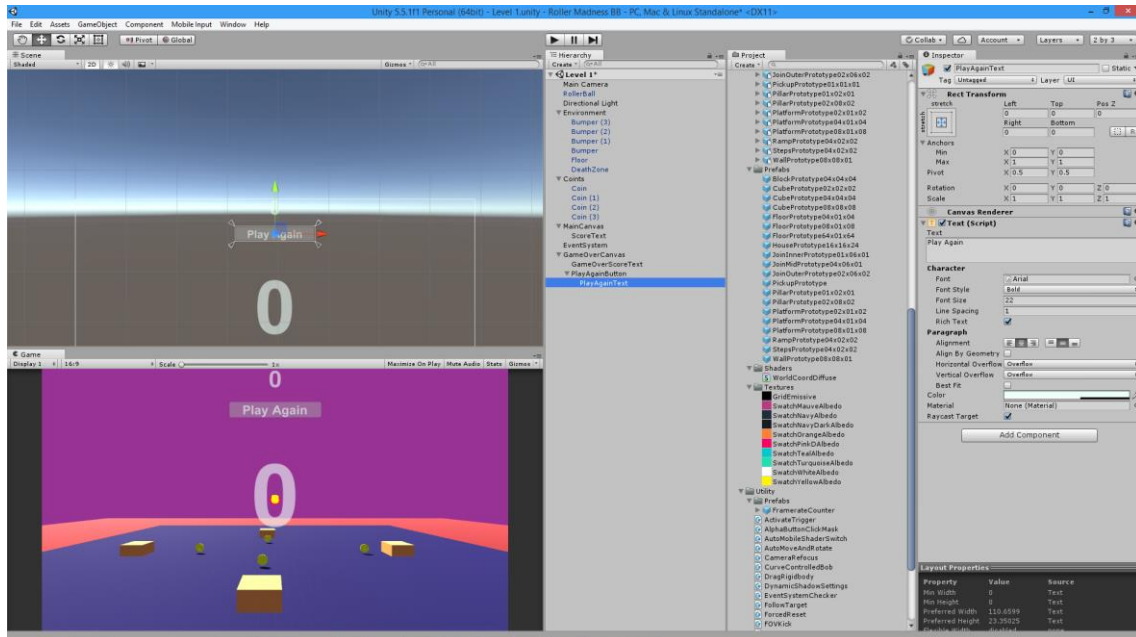 Unity 5.5.1f1 Personal (64bit) - Level 1.unity - Roller Madness BB - PC, Mac & Linux Standalone* <DX11>
File Edit Assets GameObject Component Mobile Input Window Help
Pivot Global
Collab Account Layers 2 by 3
Scene
Shaded 2D Gizmos
Play Again
0
Game
Display 1 16:9 Scale 1x Maximize On Play Mute Audio Stats Gizmos
0
Play Again
0
Hierarchy
Create
Level 1*
Main Camera
RollerBall
Directional Light
Environment
Bumper (3)
Bumper (2)
Bumper (1)
Bumper
Floor
DeathZone
Coints
Coin
Coin (1)
Coin (2)
Coin (3)
MainCanvas
ScoreText
EventSystem
GameOverCanvas
GameOverScoreText
PlayAgainButton
PlayAgainText
Project
Create
JoinOuterPrototype02x06x02
PickupPrototype01x01x01
PillarPrototype01x02x01
PillarPrototype02x08x02
PlatformPrototype02x01x02
PlatformPrototype04x01x04
PlatformPrototype08x01x08
RampPrototype04x02x02
StepsPrototype04x02x02
WallPrototype08x08x01
Prefabs
BlockPrototype04x04x04
CubePrototype02x02x02
CubePrototype04x04x04
CubePrototype08x08x08
FloorPrototype04x01x04
FloorPrototype08x01x08
FloorPrototype64x01x64
HousePrototype16x16x24
JoinInnerPrototype01x06x01
JoinMidPrototype04x06x01
JoinOuterPrototype02x06x02
PickupPrototype
PillarPrototype01x02x01
PillarPrototype02x08x02
PlatformPrototype02x01x02
PlatformPrototype04x01x04
PlatformPrototype08x01x08
RampPrototype04x02x02
StepsPrototype04x02x02
WallPrototype08x08x01
Shaders
WorldCoordDiffuse
Textures
GridEmissive
SwatchMauveAlbedo
SwatchNavyAlbedo
SwatchNavyDarkAlbedo
SwatchOrangeAlbedo
SwatchPinkDAlbedo
SwatchTealAlbedo
SwatchTurquoiseAlbedo
SwatchWhiteAlbedo
SwatchYellowAlbedo
Utility
Prefabs
FramerateCounter
ActivateTrigger
AlphaButtonClickMask
AutoMobileShaderSwitch
AutoMoveAndRotate
CameraRefocus
CurveControlledBob
DragRigidbody
DynamicShadowSettings
EventSystemChecker
FollowTarget
ForcedReset
FOVKick
Inspector
PlayAgainText Static
Tag Untagged Layer UI
Rect Transform
stretch Left Top Pos Z
stretch 0 0 0
Right Bottom
0 0
Anchors
Min X 0 Y 0
Max X 1 Y 1
Pivot X 0.5 Y 0.5
Rotation X 0 Y 0 Z 0
Scale X 1 Y 1 Z 1
Canvas Renderer
Text (Script)
Text
Play Again
Character
Font Arial
Font Style Bold
Font Size 22
Line Spacing 1
Rich Text
Paragraph
Alignment
Align By Geometry
Horizontal Overflow Overflow
Vertical Overflow Overflow
Best Fit
Color
Material None (Material)
Raycast Target
Add Component
Layout Properties
Property Value Source
Min Width 0 Text
Min Height 0 Text
Preferred Width 110.6599 Text
Preferred Height 23.35025 Text